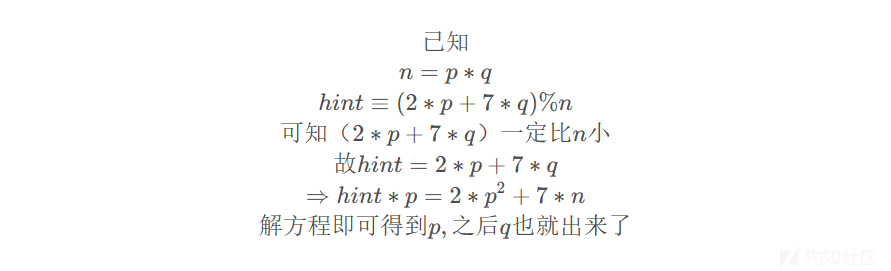 已知
n = p ∗ q
hint ≡ (2 ∗ p + 7 ∗ q)%n
可知（2 ∗ p + 7 ∗ q）一定比n小
故hint = 2 ∗ p + 7 ∗ q
⇒ hint ∗ p = 2 ∗ p² + 7 ∗ n
解方程即可得到p, 之后q也就出来了
先知社区